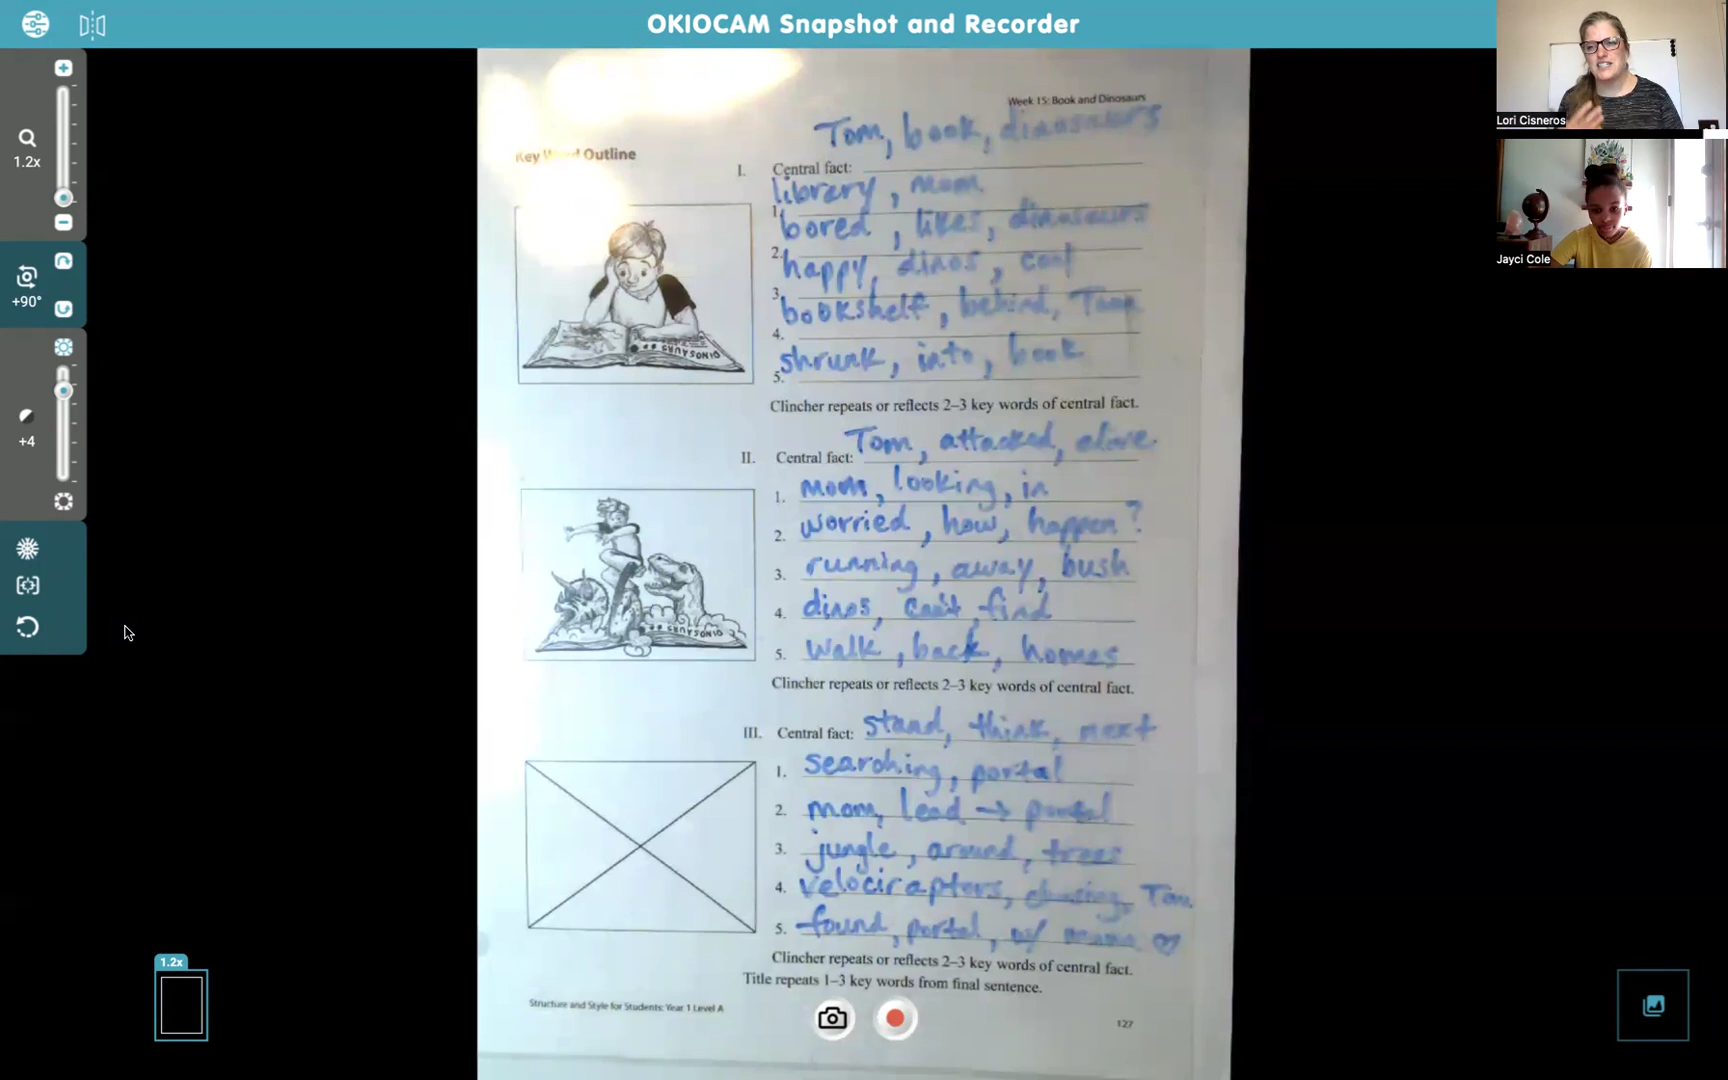 OKIOCAM Snapshot and Recorder
1.2x
+90°
+4
1.2x
Lori Cisneros
Jayci Cole
Week 15: Book and Dinosaurs
Key Word Outline
Tom, book, dinosaurs
I. Central fact:
library, mom
1. bored, likes, dinosaurs
2. happy, dinos, cool
3. bookshelf, behind, Tom
4. shrunk, into, book
5.
Clincher repeats or reflects 2–3 key words of central fact.
II. Central fact: Tom, attacked, alive
1. mom, looking, in
2. worried, how, happen?
3. running, away, bush
4. dinos, can't, find
5. walk, back, homes
Clincher repeats or reflects 2–3 key words of central fact.
III. Central fact: stand, think, next
1. searching, portal
2. mom, lead → portal
3. jungle, around, trees
4. velociraptors, chasing, Tom
5. found, portal, w/ mama ♡
Clincher repeats or reflects 2–3 key words of central fact.
Title repeats 1–3 key words from final sentence.
DINOSAURS
DINOSAURS
Structure and Style for Students: Year 1 Level A
127